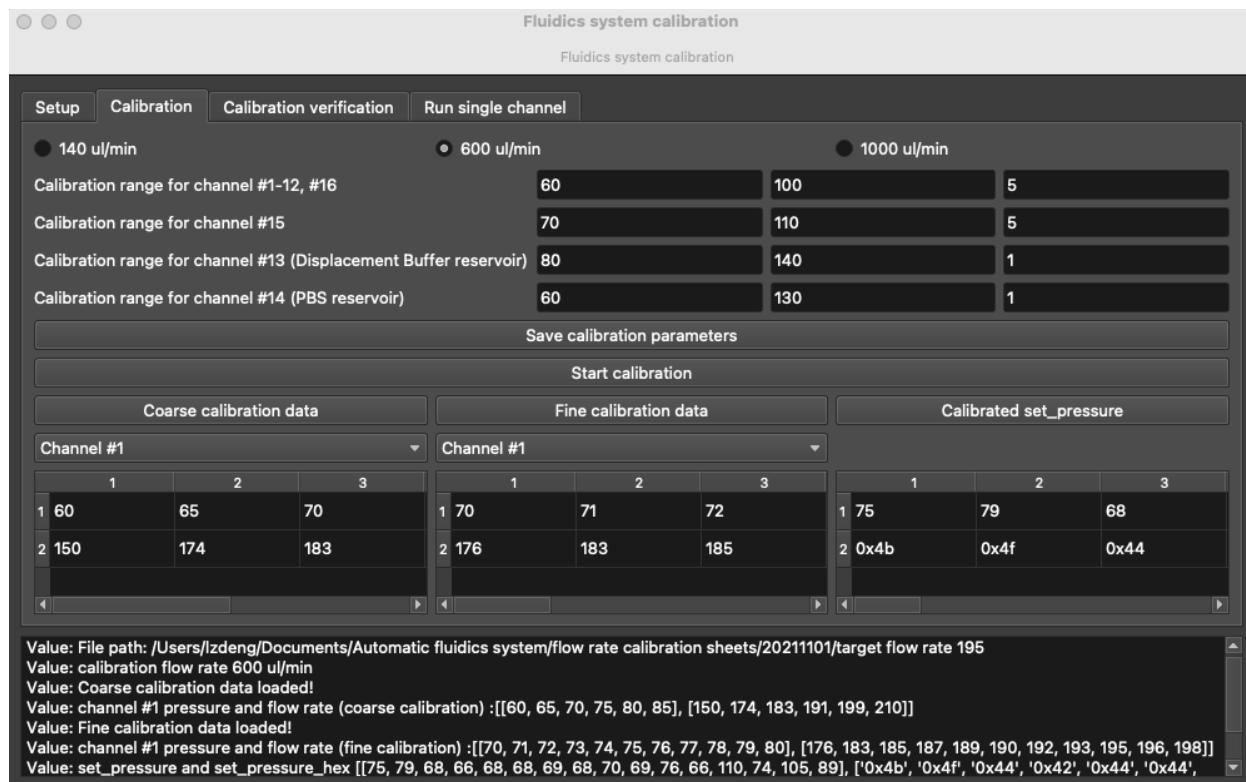 Fluidics system calibration
Fluidics system calibration
Setup Calibration Calibration verification Run single channel
140 ul/min 600 ul/min 1000 ul/min
Calibration range for channel #1-12, #16 60 100 5
Calibration range for channel #15 70 110 5
Calibration range for channel #13 (Displacement Buffer reservoir) 80 140 1
Calibration range for channel #14 (PBS reservoir) 60 130 1
Save calibration parameters
Start calibration
Coarse calibration data Fine calibration data Calibrated set_pressure
Channel #1 Channel #1
1 2 3 1 2 3 1 2 3
1 60 65 70 1 70 71 72 1 75 79 68
2 150 174 183 2 176 183 185 2 0x4b 0x4f 0x44
Value: File path: /Users/lzdeng/Documents/Automatic fluidics system/flow rate calibration sheets/20211101/target flow rate 195
Value: calibration flow rate 600 ul/min
Value: Coarse calibration data loaded!
Value: channel #1 pressure and flow rate (coarse calibration) :[[60, 65, 70, 75, 80, 85], [150, 174, 183, 191, 199, 210]]
Value: Fine calibration data loaded!
Value: channel #1 pressure and flow rate (fine calibration) :[[70, 71, 72, 73, 74, 75, 76, 77, 78, 79, 80], [176, 183, 185, 187, 189, 190, 192, 193, 195, 196, 198]]
Value: set_pressure and set_pressure_hex [[75, 79, 68, 66, 68, 68, 69, 68, 70, 69, 76, 66, 110, 74, 105, 89], ['0x4b', '0x4f', '0x44', '0x42', '0x44', '0x44',